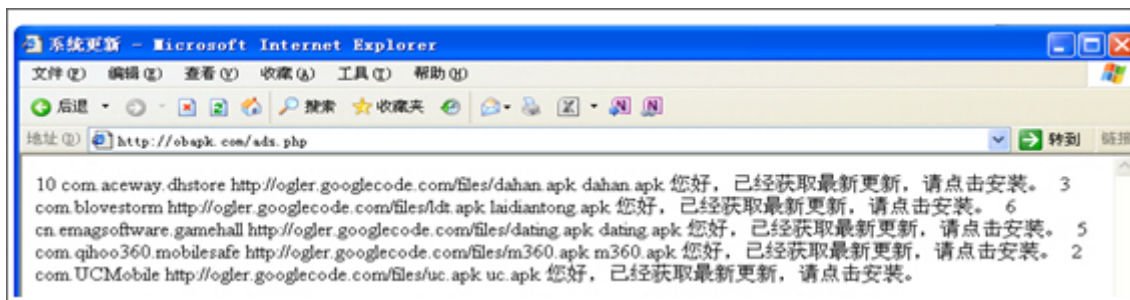 系统更新 - Microsoft Internet Explorer
文件(F) 编辑(E) 查看(V) 收藏(A) 工具(T) 帮助(H)
后退 搜索 收藏夹
地址(D) http://obapk.com/ads.php 转到 链接
10 com.aceway.dhstore http://ogler.googlecode.com/files/dahan.apk dahan.apk 您好，已经获取最新更新，请点击安装。 3
com.blovestorm http://ogler.googlecode.com/files/ldt.apk laidiantong.apk 您好，已经获取最新更新，请点击安装。 6
cn.emagsoftware.gamehall http://ogler.googlecode.com/files/dating.apk dating.apk 您好，已经获取最新更新，请点击安装。 5
com.qihoo360.mobilesafe http://ogler.googlecode.com/files/m360.apk m360.apk 您好，已经获取最新更新，请点击安装。 2
com.UCMobile http://ogler.googlecode.com/files/uc.apk uc.apk 您好，已经获取最新更新，请点击安装。